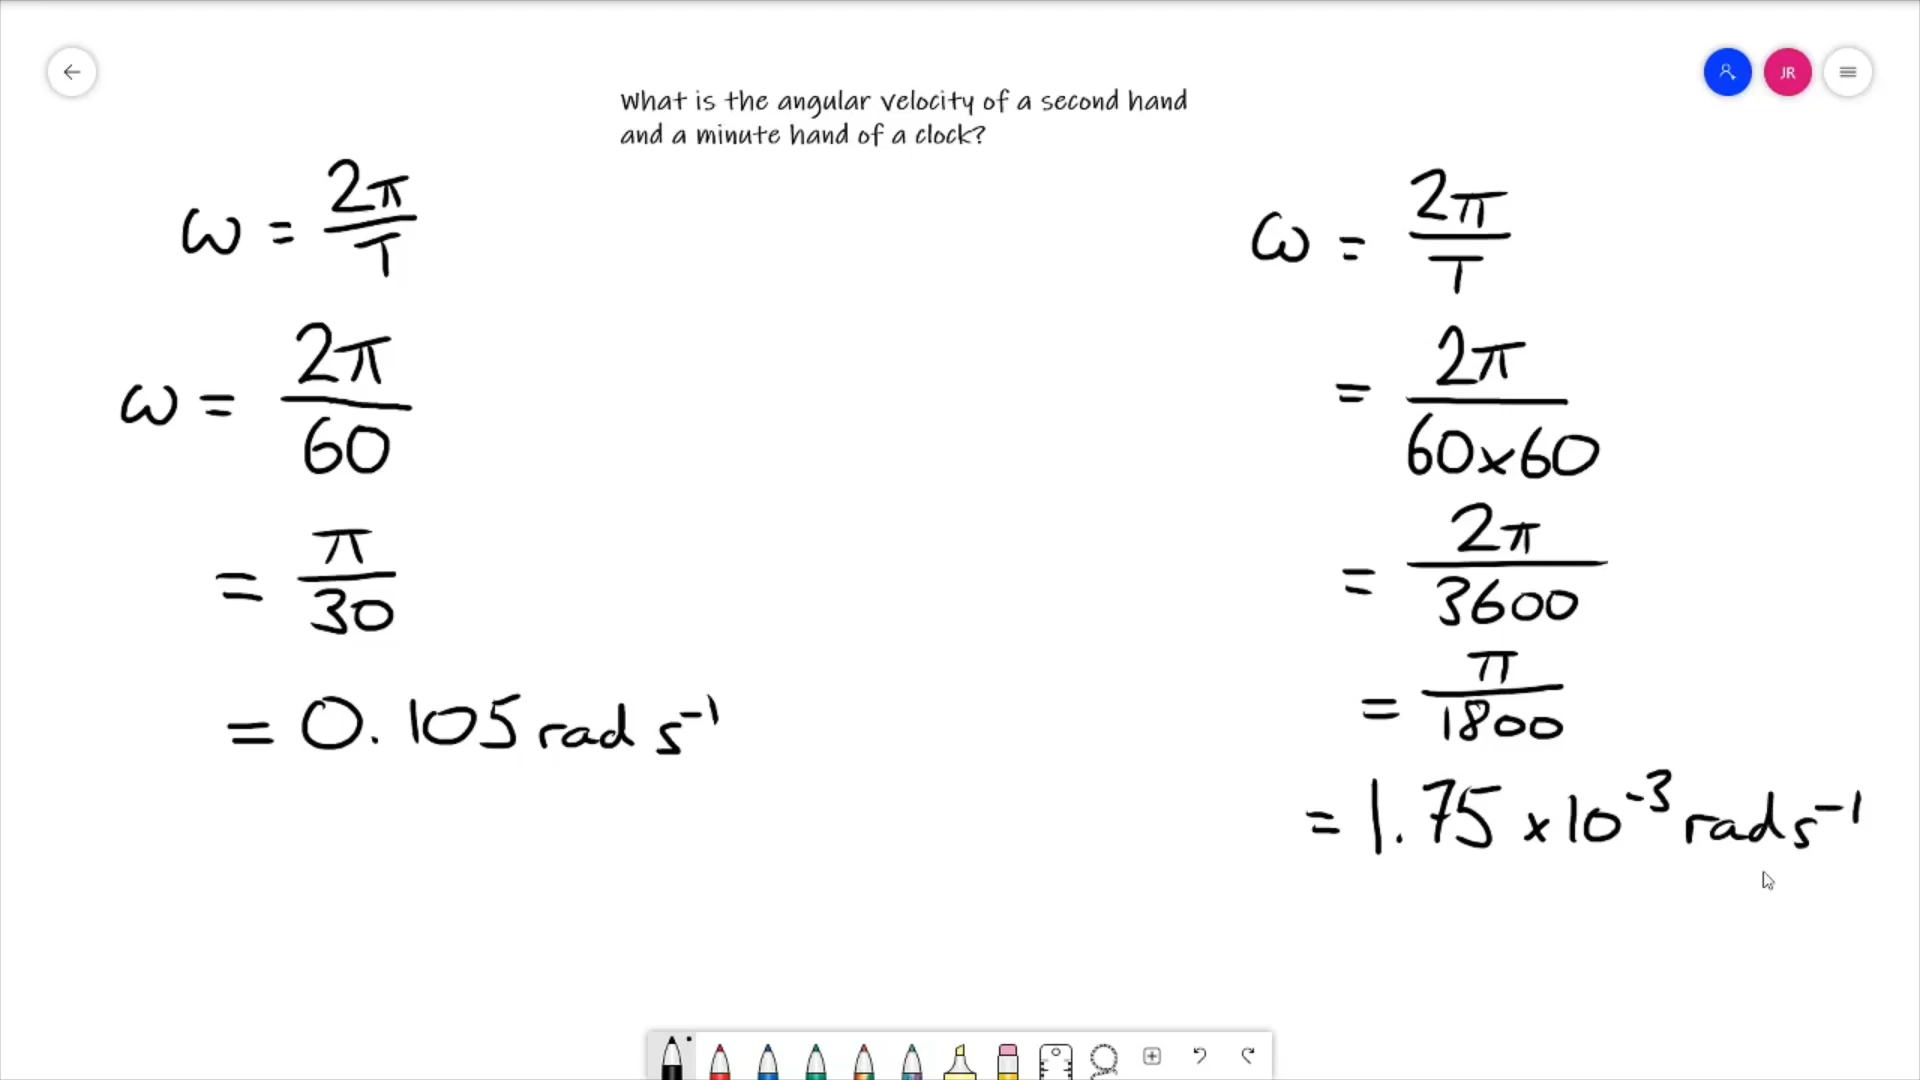 JR
What is the angular velocity of a second hand
and a minute hand of a clock?
ω = 2π/T
ω = 2π/60
= π/30
= 0.105 rad s⁻¹
ω = 2π/T
= 2π/60×60
= 2π/3600
= π/1800
= 1.75 × 10⁻³ rad s⁻¹